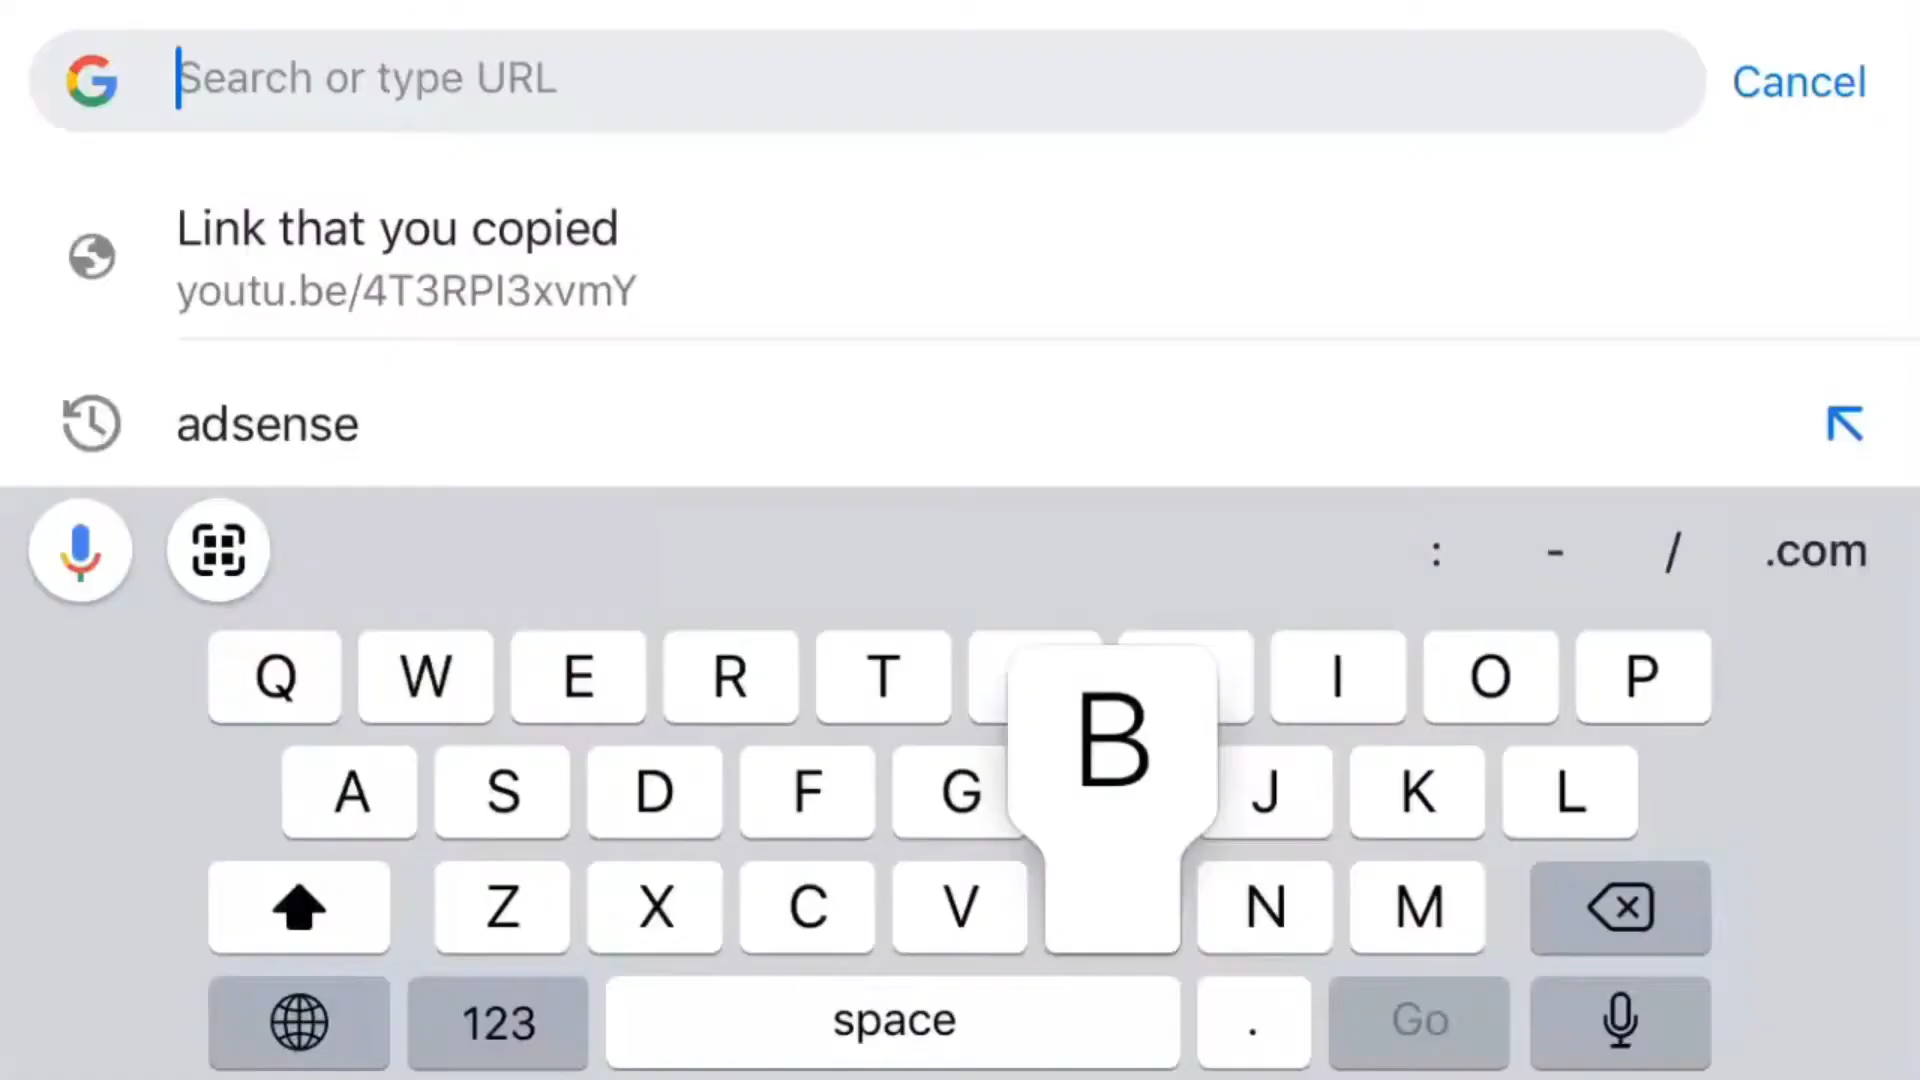 Search or type URL
Cancel
Link that you copied
youtu.be/4T3RPI3xvmY
adsense
: - / .com
Q W E R T I O P
A S D F G B J K L
Z X C V N M
123 space . Go